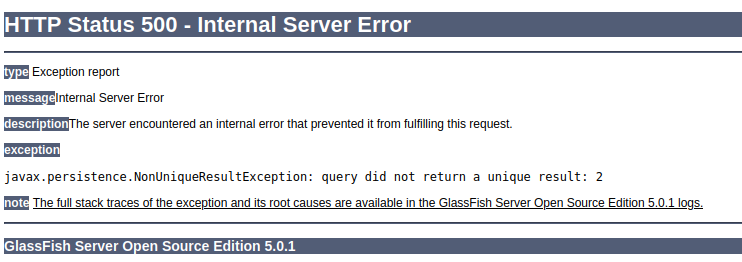 HTTP Status 500 - Internal Server Error
type Exception report
messageInternal Server Error
descriptionThe server encountered an internal error that prevented it from fulfilling this request.
exception
javax.persistence.NonUniqueResultException: query did not return a unique result: 2
note The full stack traces of the exception and its root causes are available in the GlassFish Server Open Source Edition 5.0.1 logs.
GlassFish Server Open Source Edition 5.0.1